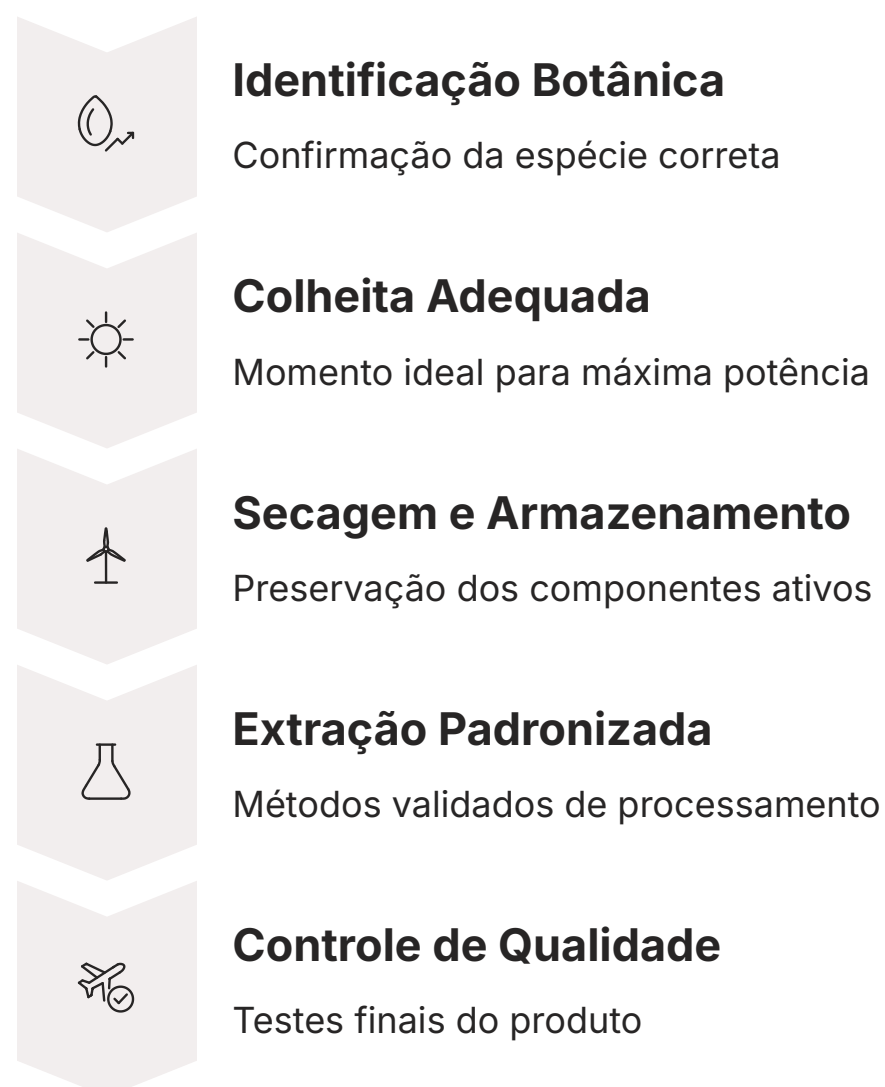 Identificação Botânica
Confirmação da espécie correta
Colheita Adequada
Momento ideal para máxima potência
Secagem e Armazenamento
Preservação dos componentes ativos
Extração Padronizada
Métodos validados de processamento
Controle de Qualidade
Testes finais do produto